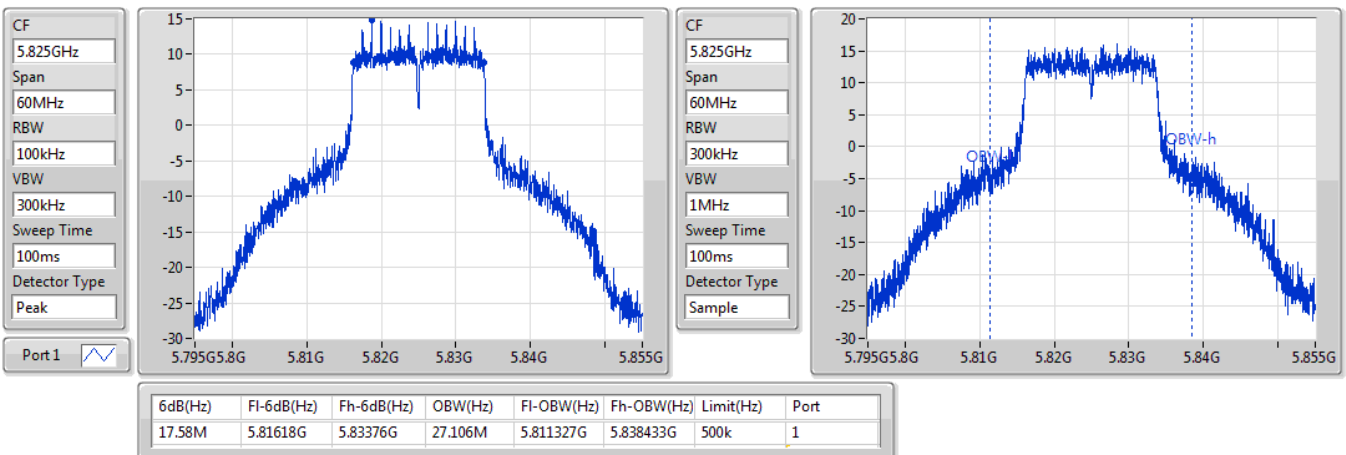 CF
5.825GHz
Span
60MHz
RBW
100kHz
VBW
300kHz
Sweep Time
100ms
Detector Type
Peak
Port 1
15
10
5
0
-5
-10
-15
-20
-25
-30
5.795G 5.8G 5.81G 5.82G 5.83G 5.84G 5.855G
CF
5.825GHz
Span
60MHz
RBW
300kHz
VBW
1MHz
Sweep Time
100ms
Detector Type
Sample
20
15
10
5
0
-5
-10
-15
-20
-25
-30
OBW-h
5.795G 5.8G 5.81G 5.82G 5.83G 5.84G 5.855G
6dB(Hz) Fl-6dB(Hz) Fh-6dB(Hz) OBW(Hz) Fl-OBW(Hz) Fh-OBW(Hz) Limit(Hz) Port
17.58M 5.81618G 5.83376G 27.106M 5.811327G 5.838433G 500k 1